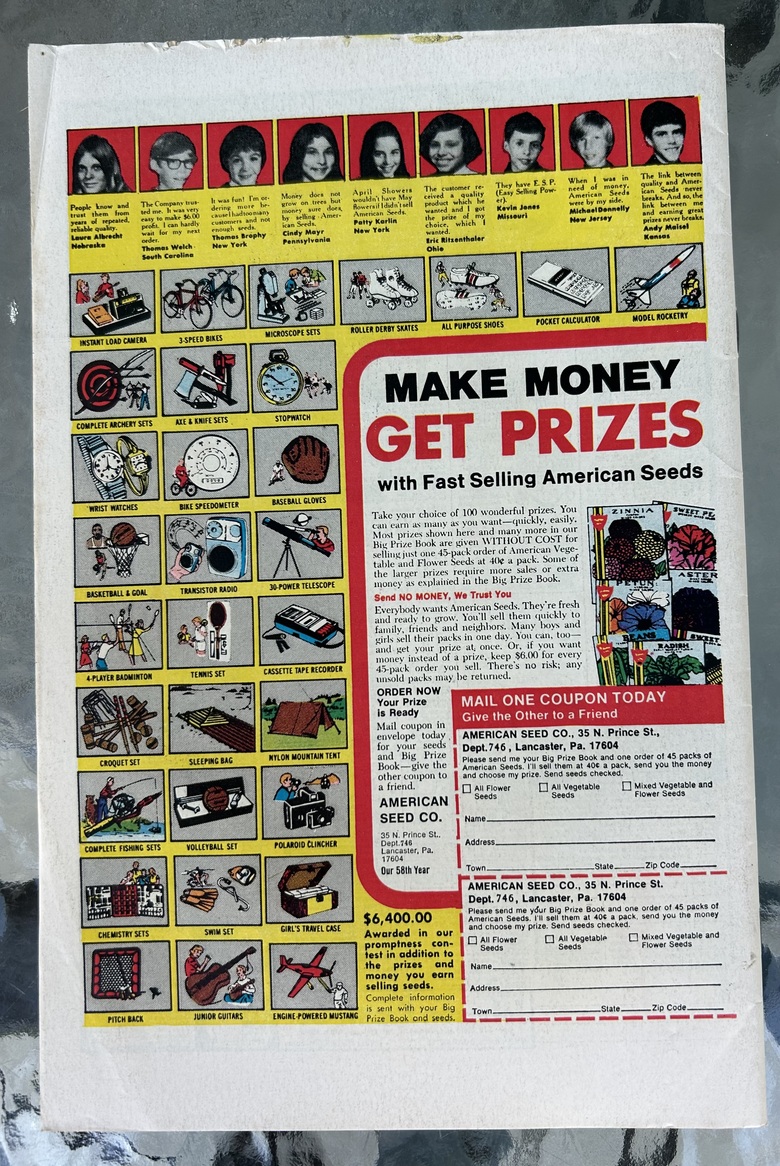 People know and
trust them from
years of repeated,
reliable quality.
Laura Albrecht
Nebraska
The Company trus-
ted me. It was very
easy to make $6.00
profit. I can hardly
wait for my next
order.
Thomas Welch
South Carolina
It was fun! I'm or-
dering more be-
cause I had too many
customers and not
enough seeds.
Thomas Brophy
New York
Money does not
grow on trees but
money sure does,
by selling Amer-
ican Seeds.
Cindy Mayr
Pennsylvania
April Showers
wouldn't have May
flowers if I didn't sell
American Seeds.
Patty Karlin
New York
The customer re-
ceived a quality
product which he
wanted and I got
the prize of my
choice, which I
wanted.
Eric Ritzenthaler
Ohio
They have E.S.P.
(Easy Selling Pow-
er)
Kevin Jones
Missouri
When I was in
need of money,
American Seeds
were by my side.
Michael Donnelly
New Jersey
The link between
quality and Ameri-
can Seeds never
breaks. And so, the
link between me
and earning great
prizes never breaks.
Andy Maisel
Kansas
INSTANT LOAD CAMERA
3-SPEED BIKES
MICROSCOPE SETS
ROLLER DERBY SKATES
ALL PURPOSE SHOES
POCKET CALCULATOR
MODEL ROCKETRY
COMPLETE ARCHERY SETS
AXE & KNIFE SETS
STOPWATCH
WRIST WATCHES
BIKE SPEEDOMETER
BASEBALL GLOVES
BASKETBALL & GOAL
TRANSISTOR RADIO
30-POWER TELESCOPE
4-PLAYER BADMINTON
TENNIS SET
CASSETTE TAPE RECORDER
CROQUET SET
SLEEPING BAG
NYLON MOUNTAIN TENT
COMPLETE FISHING SETS
VOLLEYBALL SET
POLAROID CLINCHER
CHEMISTRY SETS
SWIM SET
GIRL'S TRAVEL CASE
PITCH BACK
JUNIOR GUITARS
ENGINE-POWERED MUSTANG
MAKE MONEY
GET PRIZES
with Fast Selling American Seeds
Take your choice of 100 wonderful prizes. You
can earn as many as you want—quickly, easily.
Most prizes shown here and many more in our
Big Prize Book are given WITHOUT COST for
selling just one 45-pack order of American Vege-
table and Flower Seeds at 40¢ a pack. Some of
the larger prizes require more sales or extra
money as explained in the Big Prize Book.
Send NO MONEY, We Trust You
Everybody wants American Seeds. They're fresh
and ready to grow. You'll sell them quickly to
family, friends and neighbors. Many boys and
girls sell their packs in one day. You can, too—
and get your prize at once. Or, if you want
money instead of a prize, keep $6.00 for every
45-pack order you sell. There's no risk; any
unsold packs may be returned.
ZINNIA
SWEET PE
ASTER
PETUN
BEANS
SWEET
RADISH
ORDER NOW
Your Prize
is Ready
Mail coupon in
envelope today
for your seeds
and Big Prize
Book—give the
other coupon to
a friend.
AMERICAN
SEED CO.
35 N. Prince St.,
Dept.746
Lancaster, Pa.
17604
Our 58th Year
MAIL ONE COUPON TODAY
Give the Other to a Friend
AMERICAN SEED CO., 35 N. Prince St.,
Dept.746, Lancaster, Pa. 17604
Please send me your Big Prize Book and one order of 45 packs of
American Seeds. I'll sell them at 40¢ a pack, send you the money
and choose my prize. Send seeds checked.
All Flower Seeds
All Vegetable Seeds
Mixed Vegetable and Flower Seeds
Name
Address
Town State Zip Code
AMERICAN SEED CO., 35 N. Prince St.
Dept. 746, Lancaster, Pa. 17604
Please send me your Big Prize Book and one order of 45 packs of
American Seeds. I'll sell them at 40¢ a pack, send you the money
and choose my prize. Send seeds checked.
All Flower Seeds
All Vegetable Seeds
Mixed Vegetable and Flower Seeds
Name
Address
Town State Zip Code
$6,400.00
Awarded in our
promptness con-
test in addition to
the prizes and
money you earn
selling seeds.
Complete information
is sent with your Big
Prize Book and seeds.